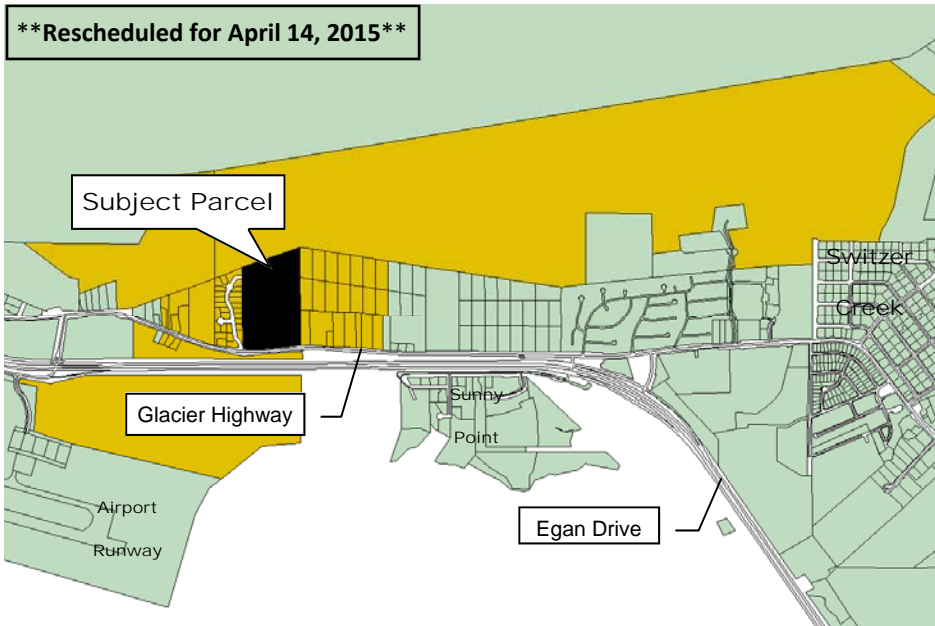 **Rescheduled for April 14, 2015**
Subject Parcel
Switzer
Creek
Glacier Highway
Sunny
Point
Egan Drive
Airport
Runway